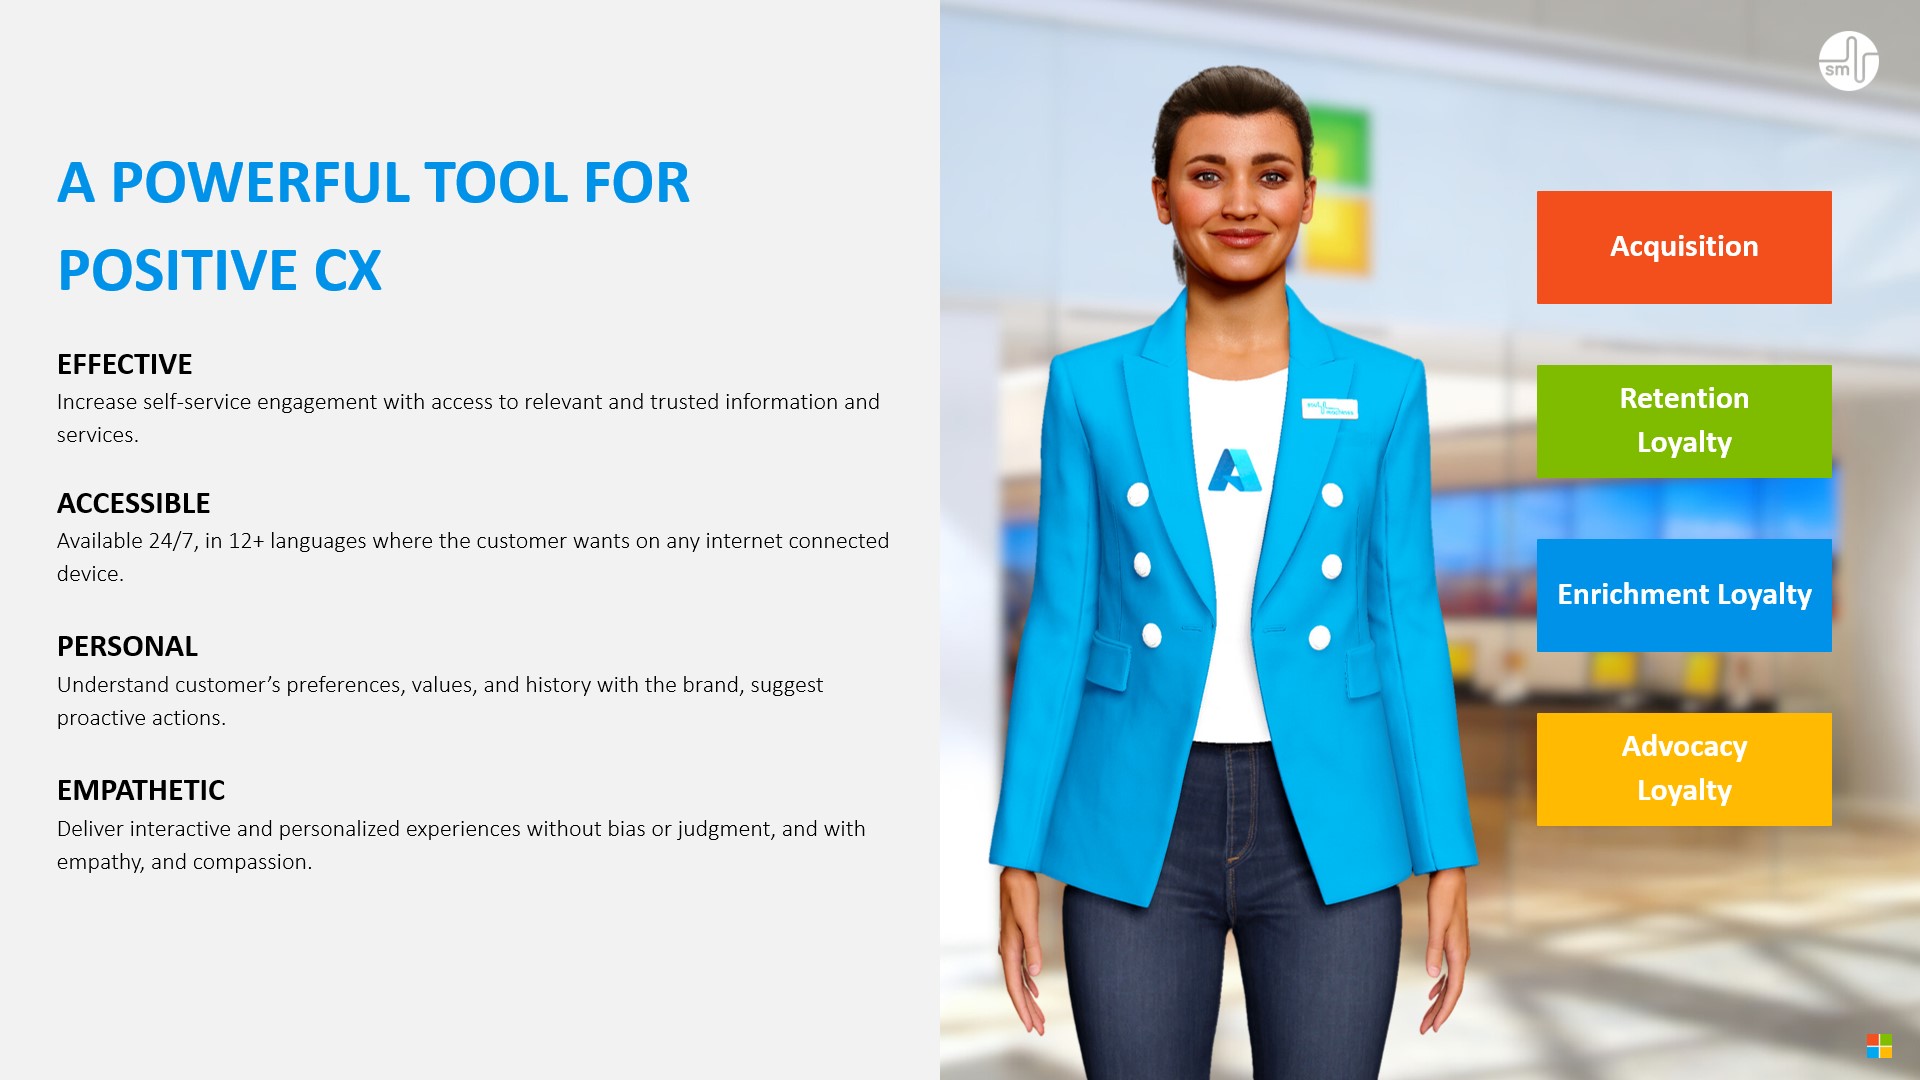 A POWERFUL TOOL FOR
POSITIVE CX
EFFECTIVE
Increase self-service engagement with access to relevant and trusted information and
services.
ACCESSIBLE
Available 24/7, in 12+ languages where the customer wants on any internet connected
device.
PERSONAL
Understand customer’s preferences, values, and history with the brand, suggest
proactive actions.
EMPATHETIC
Deliver interactive and personalized experiences without bias or judgment, and with
empathy, and compassion.
sm
Acquisition
Retention
Loyalty
Enrichment Loyalty
Advocacy
Loyalty